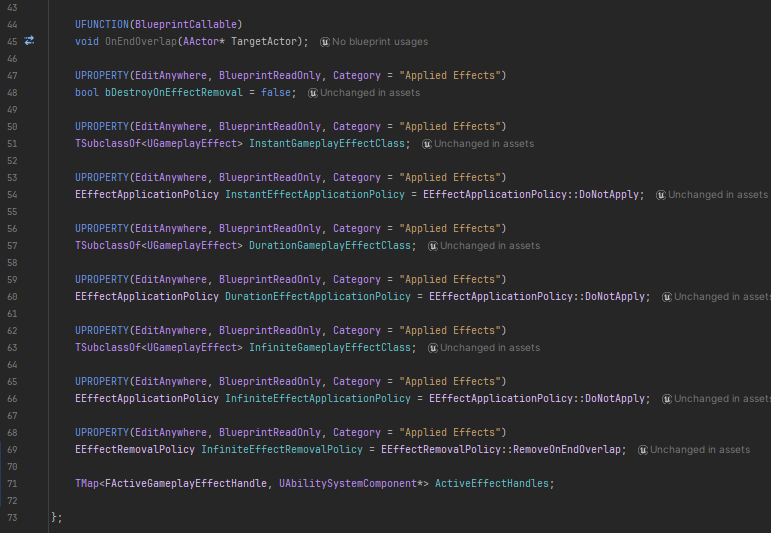 43
44 UFUNCTION(BlueprintCallable)
45 void OnEndOverlap(AActor* TargetActor); No blueprint usages
46
47 UPROPERTY(EditAnywhere, BlueprintReadOnly, Category = "Applied Effects")
48 bool bDestroyOnEffectRemoval = false; Unchanged in assets
49
50 UPROPERTY(EditAnywhere, BlueprintReadOnly, Category = "Applied Effects")
51 TSubclassOf<UGameplayEffect> InstantGameplayEffectClass; Unchanged in assets
52
53 UPROPERTY(EditAnywhere, BlueprintReadOnly, Category = "Applied Effects")
54 EEffectApplicationPolicy InstantEffectApplicationPolicy = EEffectApplicationPolicy::DoNotApply; Unchanged in assets
55
56 UPROPERTY(EditAnywhere, BlueprintReadOnly, Category = "Applied Effects")
57 TSubclassOf<UGameplayEffect> DurationGameplayEffectClass; Unchanged in assets
58
59 UPROPERTY(EditAnywhere, BlueprintReadOnly, Category = "Applied Effects")
60 EEffectApplicationPolicy DurationEffectApplicationPolicy = EEffectApplicationPolicy::DoNotApply; Unchanged in assets
61
62 UPROPERTY(EditAnywhere, BlueprintReadOnly, Category = "Applied Effects")
63 TSubclassOf<UGameplayEffect> InfiniteGameplayEffectClass; Unchanged in assets
64
65 UPROPERTY(EditAnywhere, BlueprintReadOnly, Category = "Applied Effects")
66 EEffectApplicationPolicy InfiniteEffectApplicationPolicy = EEffectApplicationPolicy::DoNotApply; Unchanged in assets
67
68 UPROPERTY(EditAnywhere, BlueprintReadOnly, Category = "Applied Effects")
69 EEffectRemovalPolicy InfiniteEffectRemovalPolicy = EEffectRemovalPolicy::RemoveOnEndOverlap; Unchanged in assets
70
71 TMap<FActiveGameplayEffectHandle, UAbilitySystemComponent*> ActiveEffectHandles;
72
73 };